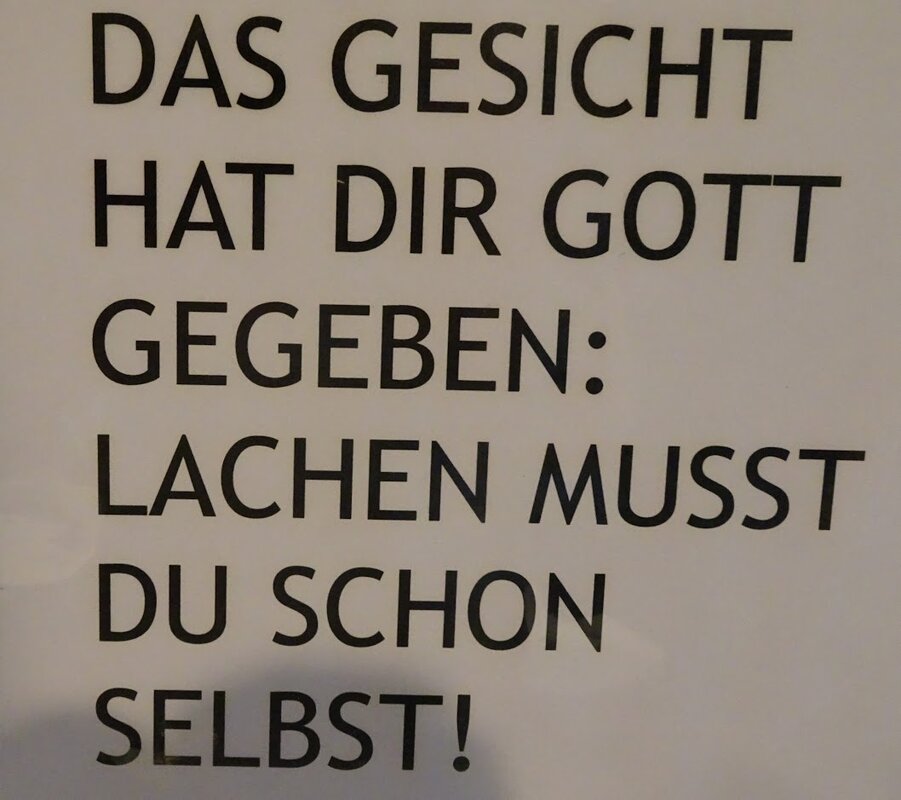 DAS GESICHT
HAT DIR GOTT
GEGEBEN:
LACHEN MUSST
DU SCHON
SELBST!